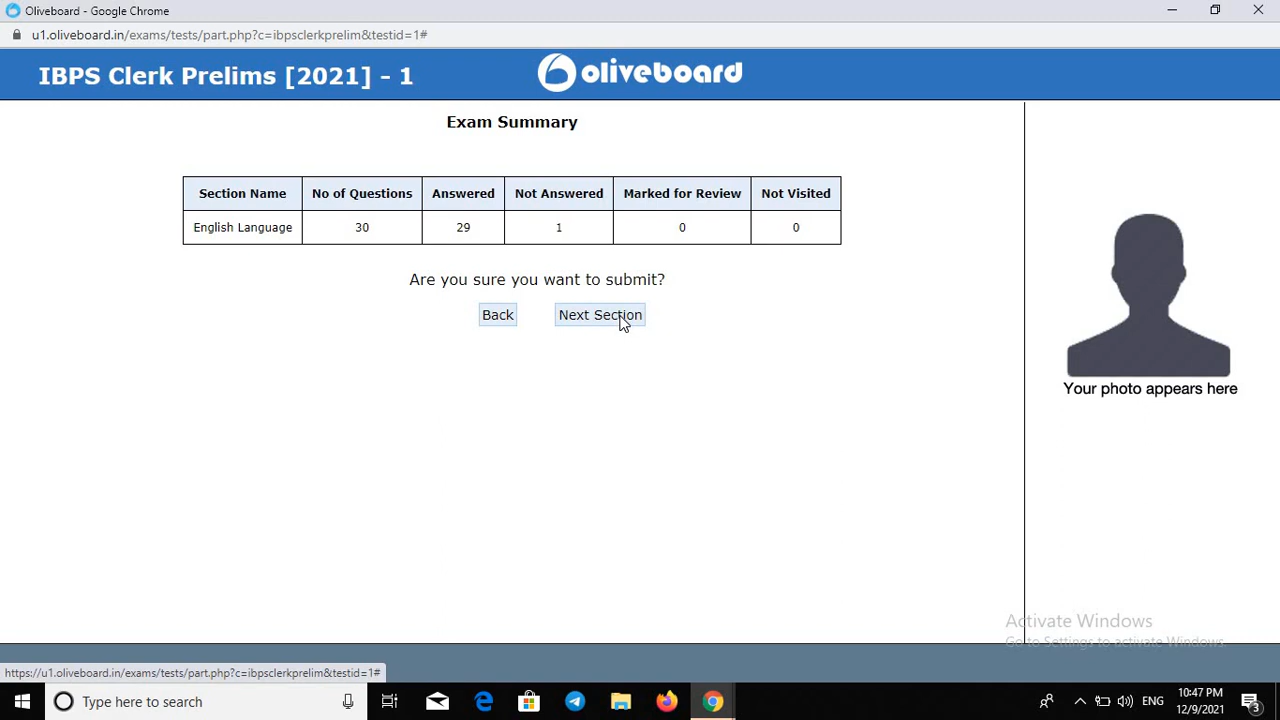 Oliveboard - Google Chrome
u1.oliveboard.in/exams/tests/part.php?c=ibpsclerkprelim&testid=1#
IBPS Clerk Prelims [2021] - 1
oliveboard
Exam Summary
Section Name No of Questions Answered Not Answered Marked for Review Not Visited
English Language 30 29 1 0 0
Are you sure you want to submit?
Back Next Section
Your photo appears here
Activate Windows
Go to Settings to activate Windows.
https://u1.oliveboard.in/exams/tests/part.php?c=ibpsclerkprelim&testid=1#
Type here to search
ENG
10:47 PM
12/9/2021
3